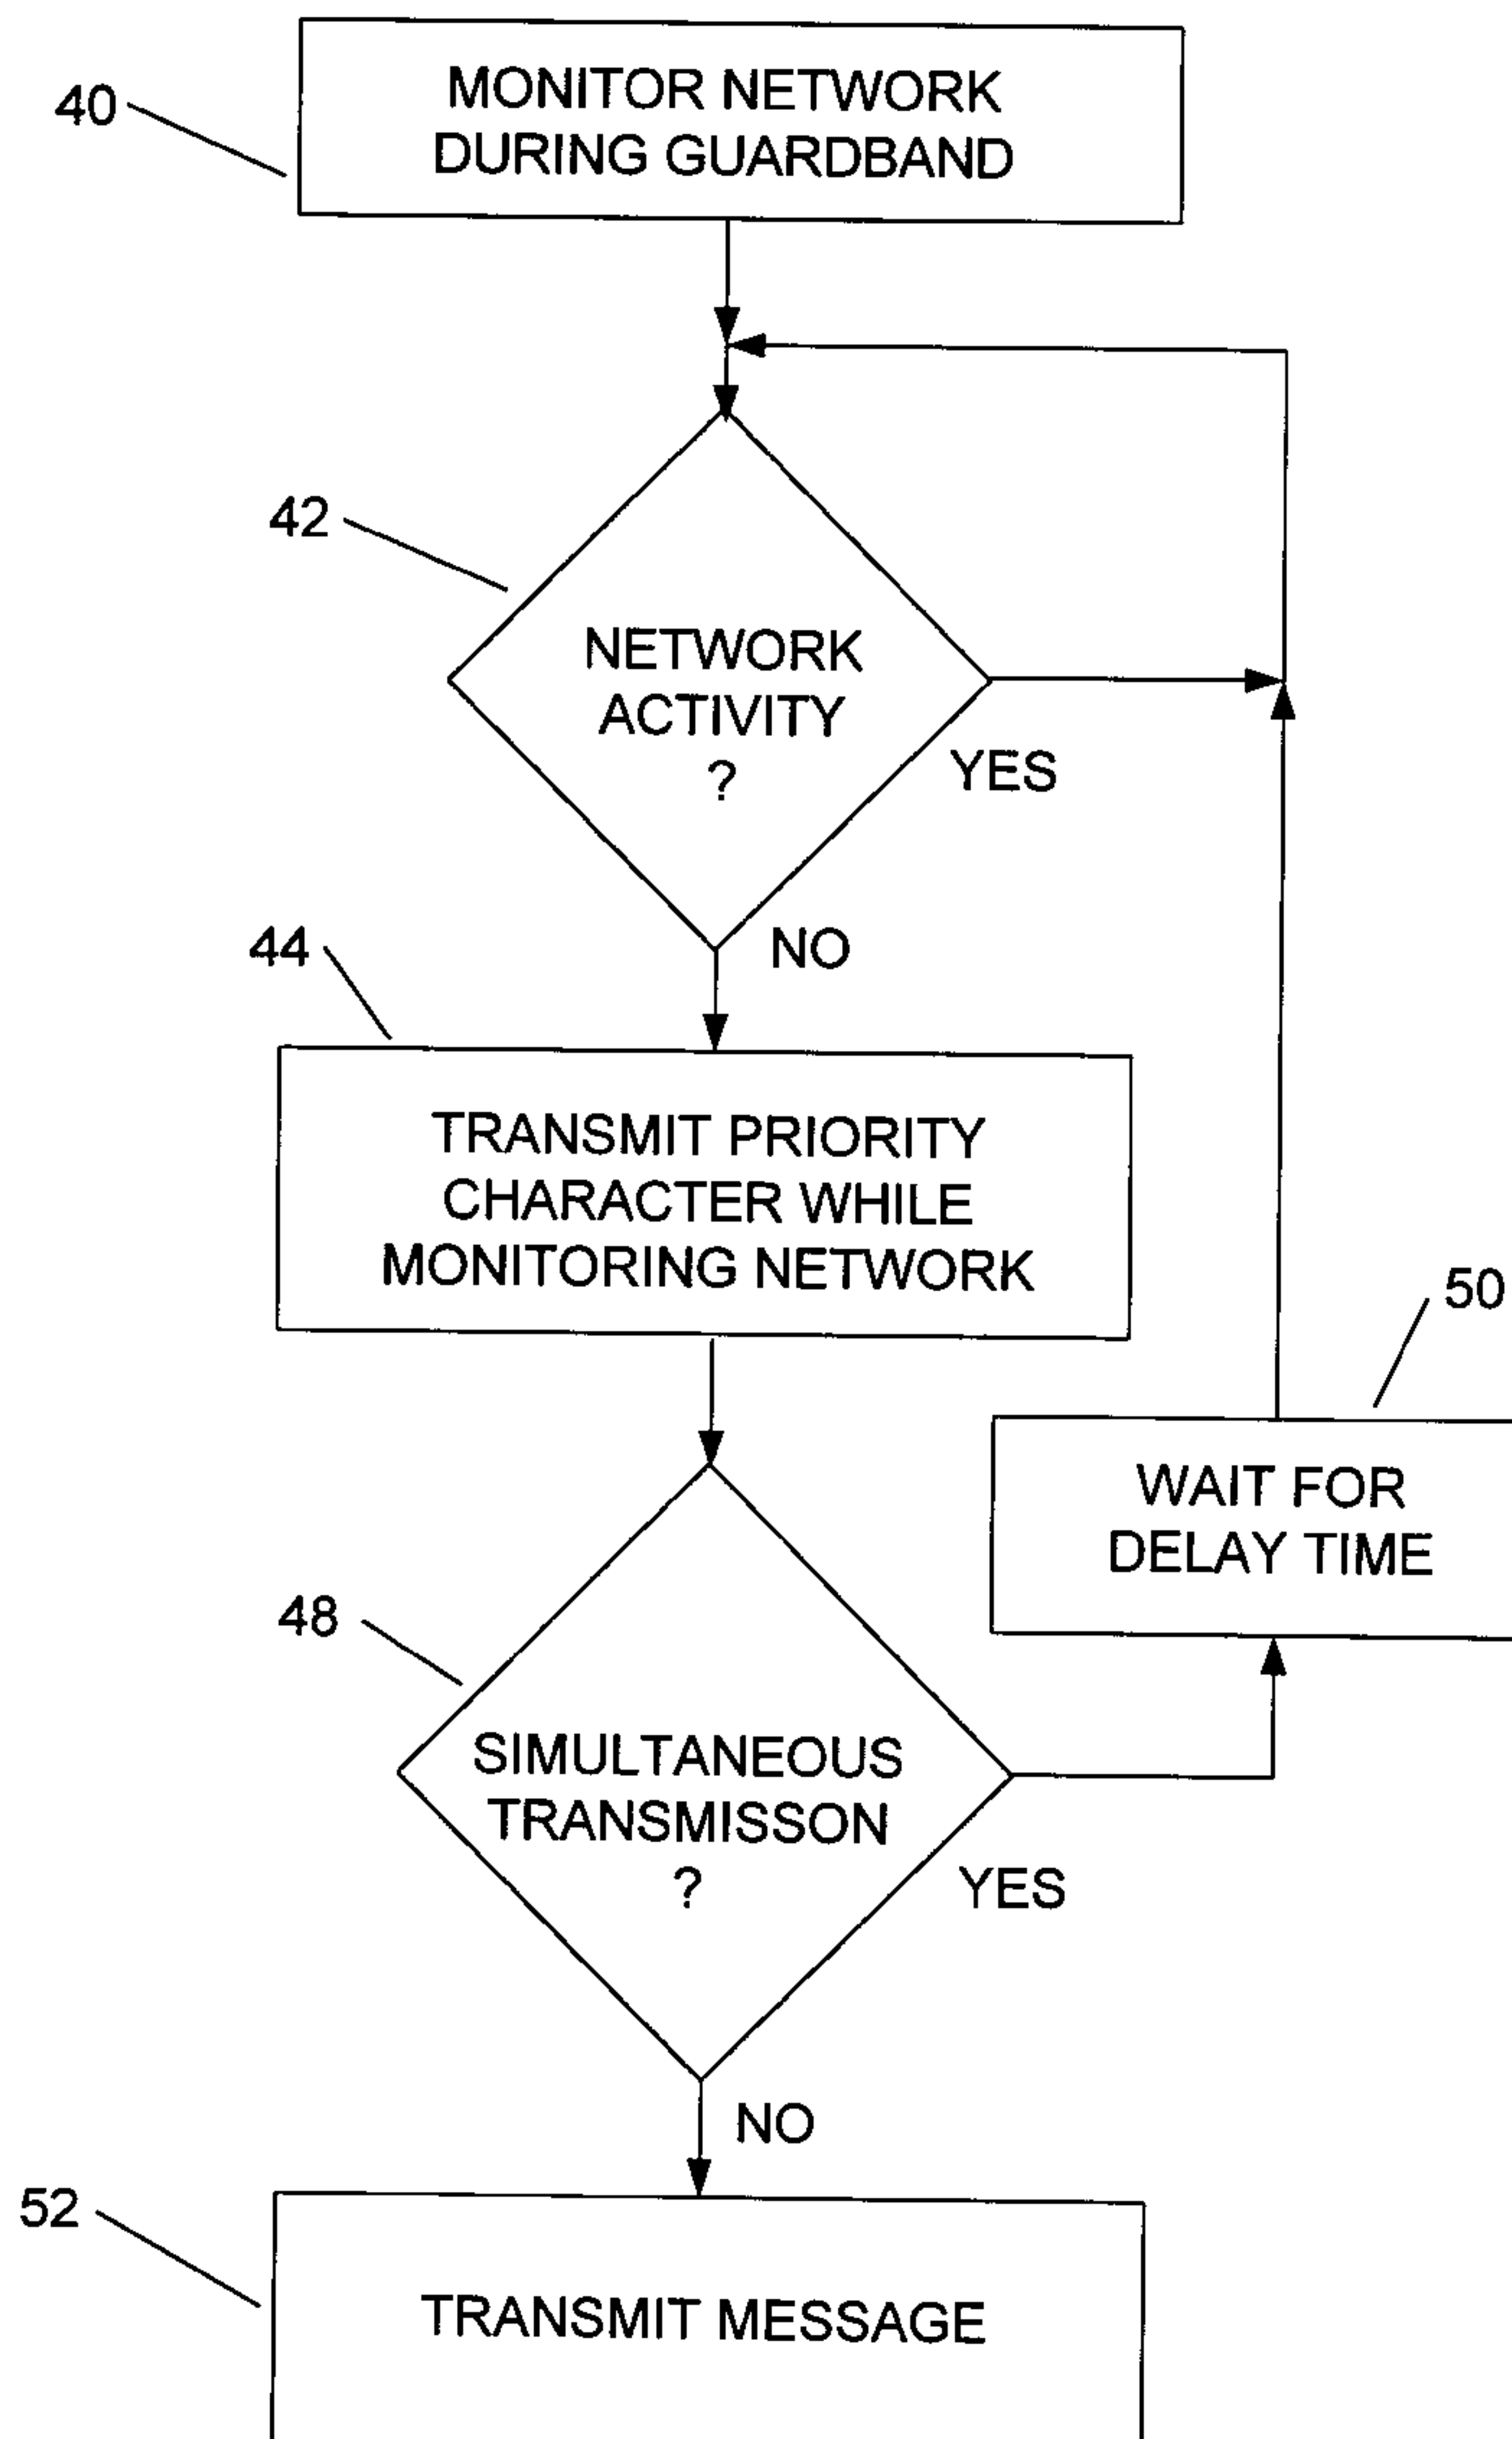 40
MONITOR NETWORK
DURING GUARDBAND
42
NETWORK
ACTIVITY
?
YES
NO
44
TRANSMIT PRIORITY
CHARACTER WHILE
MONITORING NETWORK
50
WAIT FOR
DELAY TIME
48
SIMULTANEOUS
TRANSMISSON
?
YES
NO
52
TRANSMIT MESSAGE